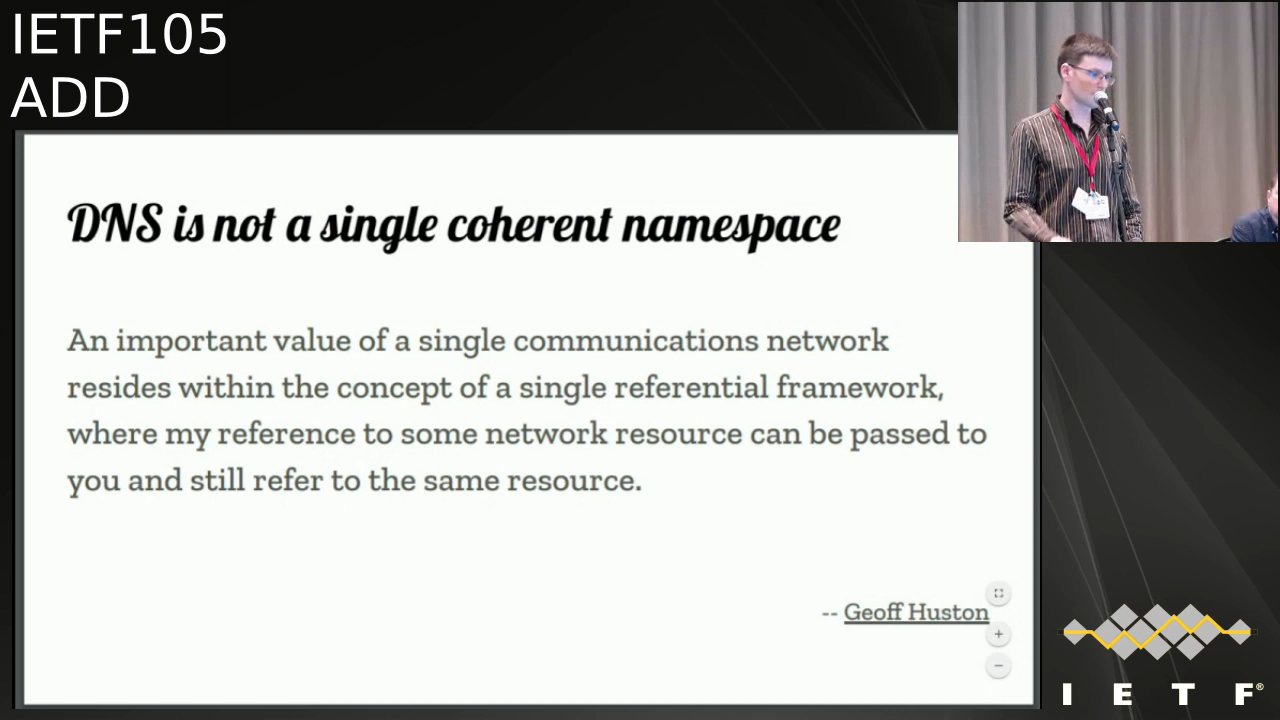 IETF105
ADD
DNS is not a single coherent namespace
An important value of a single communications network
resides within the concept of a single referential framework,
where my reference to some network resource can be passed to
you and still refer to the same resource.
-- Geoff Huston
I E T F®